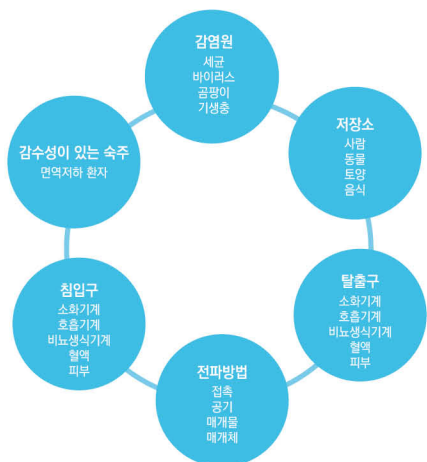 감염원
세균
바이러스
곰팡이
기생충
저장소
사람
동물
토양
음식
탈출구
소화기계
호흡기계
비뇨생식기계
혈액
피부
전파방법
접촉
공기
매개물
매개체
침입구
소화기계
호흡기계
비뇨생식기계
혈액
피부
감수성이 있는 숙주
면역저하 환자